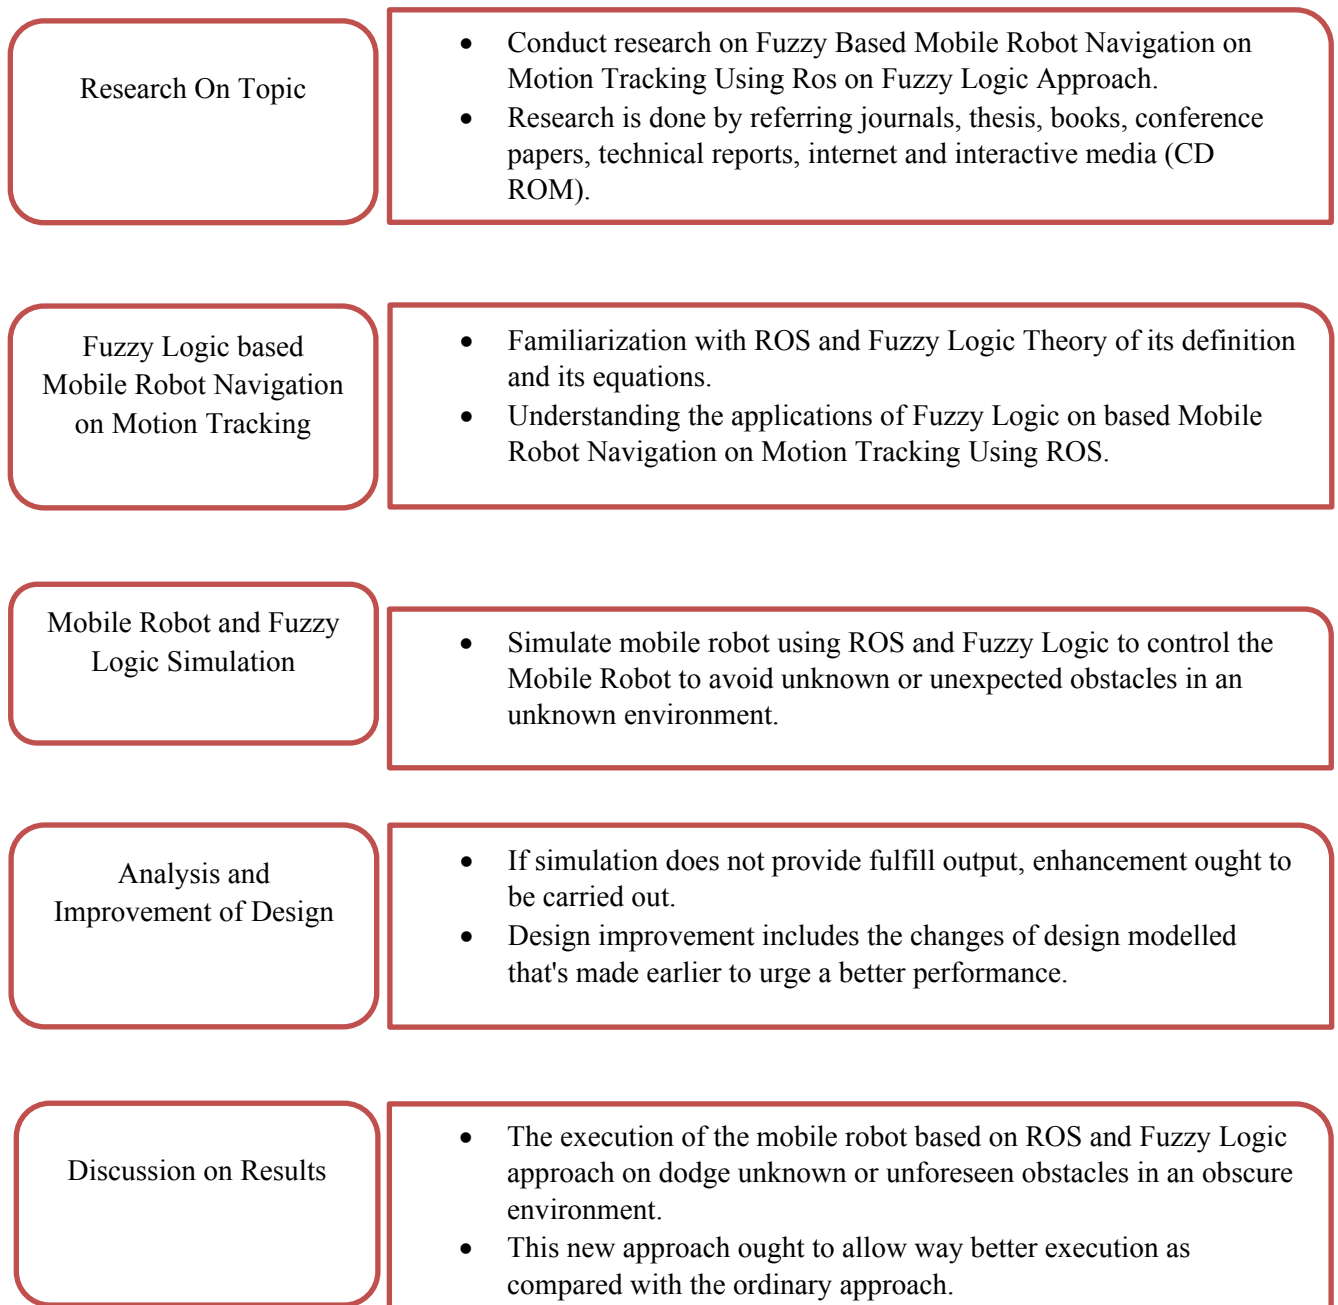 Research On Topic
• Conduct research on Fuzzy Based Mobile Robot Navigation on
Motion Tracking Using Ros on Fuzzy Logic Approach.
• Research is done by referring journals, thesis, books, conference
papers, technical reports, internet and interactive media (CD
ROM).
Fuzzy Logic based
Mobile Robot Navigation
on Motion Tracking
• Familiarization with ROS and Fuzzy Logic Theory of its definition
and its equations.
• Understanding the applications of Fuzzy Logic on based Mobile
Robot Navigation on Motion Tracking Using ROS.
Mobile Robot and Fuzzy
Logic Simulation
• Simulate mobile robot using ROS and Fuzzy Logic to control the
Mobile Robot to avoid unknown or unexpected obstacles in an
unknown environment.
Analysis and
Improvement of Design
• If simulation does not provide fulfill output, enhancement ought to
be carried out.
• Design improvement includes the changes of design modelled
that's made earlier to urge a better performance.
Discussion on Results
• The execution of the mobile robot based on ROS and Fuzzy Logic
approach on dodge unknown or unforeseen obstacles in an obscure
environment.
• This new approach ought to allow way better execution as
compared with the ordinary approach.